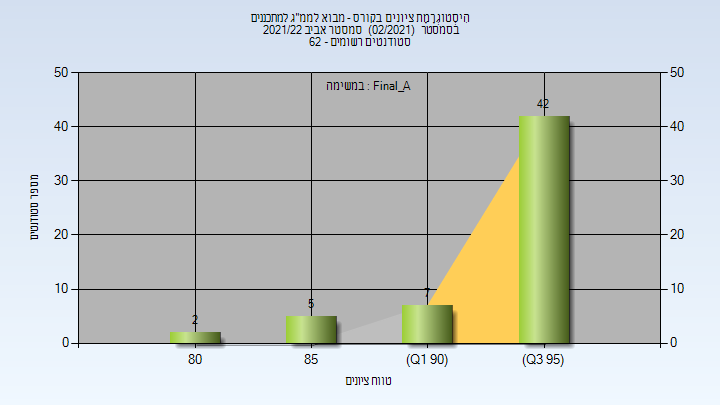 היסטוגרמת ציונים בקורס - מבוא לממ"ג למתכננים
בסמסטר (02/2021) סמסטר אביב 2021/22
סטודנטים רשומים - 62
במשימה : Final_A
מספר סטודנטים
50
40
30
20
10
0
50
40
30
20
10
0
2
5
7
42
80
85
(Q1 90)
(Q3 95)
טווח ציונים